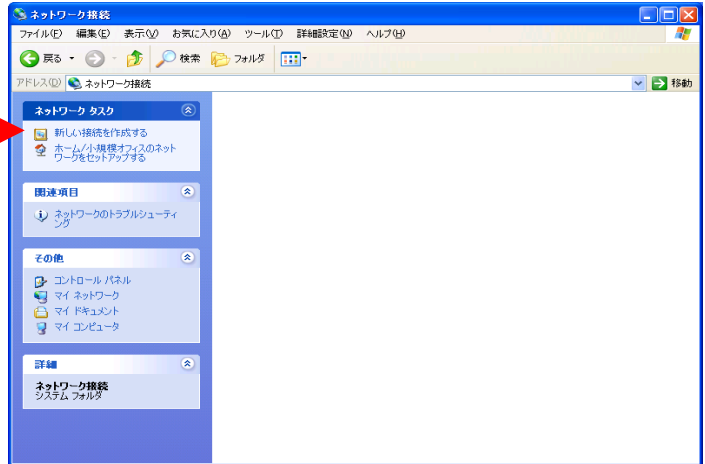 ネットワーク接続
ファイル(F) 編集(E) 表示(V) お気に入り(A) ツール(T) 詳細設定(N) ヘルプ(H)
戻る 検索 フォルダ
アドレス(D) ネットワーク接続 移動
ネットワーク タスク
新しい接続を作成する
ホーム/小規模オフィスのネット
ワークをセットアップする
関連項目
ネットワークのトラブルシューティ
ング
その他
コントロール パネル
マイ ネットワーク
マイ ドキュメント
マイ コンピュータ
詳細
ネットワーク接続
システム フォルダ